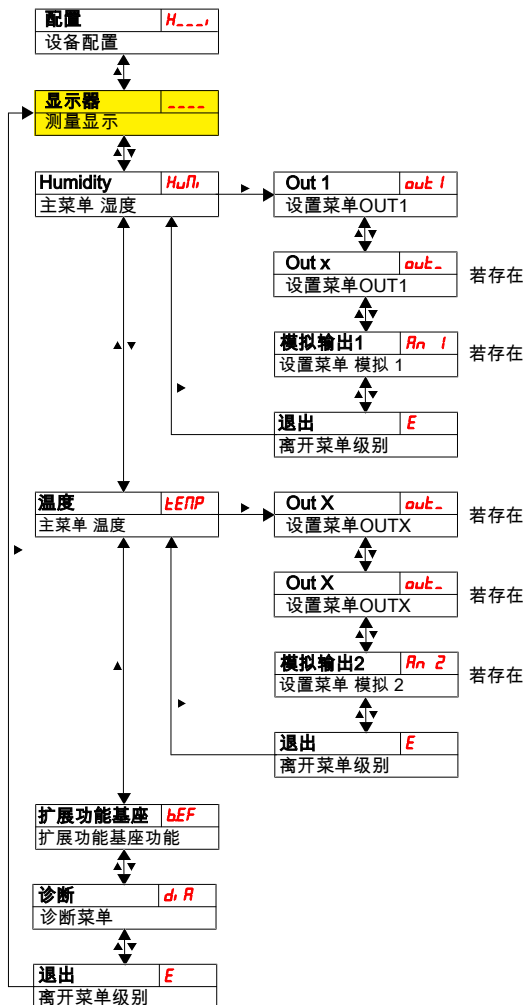 配置 H___i
设备配置
显示器 ____
测量显示
Humidity HuMi
主菜单 湿度
Out 1 out 1
设置菜单OUT1
Out x out_
设置菜单OUT1
若存在
模拟输出1 An 1
设置菜单 模拟 1
若存在
退出 E
离开菜单级别
温度 tEMP
主菜单 温度
Out X out_
设置菜单OUTX
若存在
Out X out_
设置菜单OUTX
若存在
模拟输出2 An 2
设置菜单 模拟 2
若存在
退出 E
离开菜单级别
扩展功能基座 bEF
扩展功能基座功能
诊断 diA
诊断菜单
退出 E
离开菜单级别